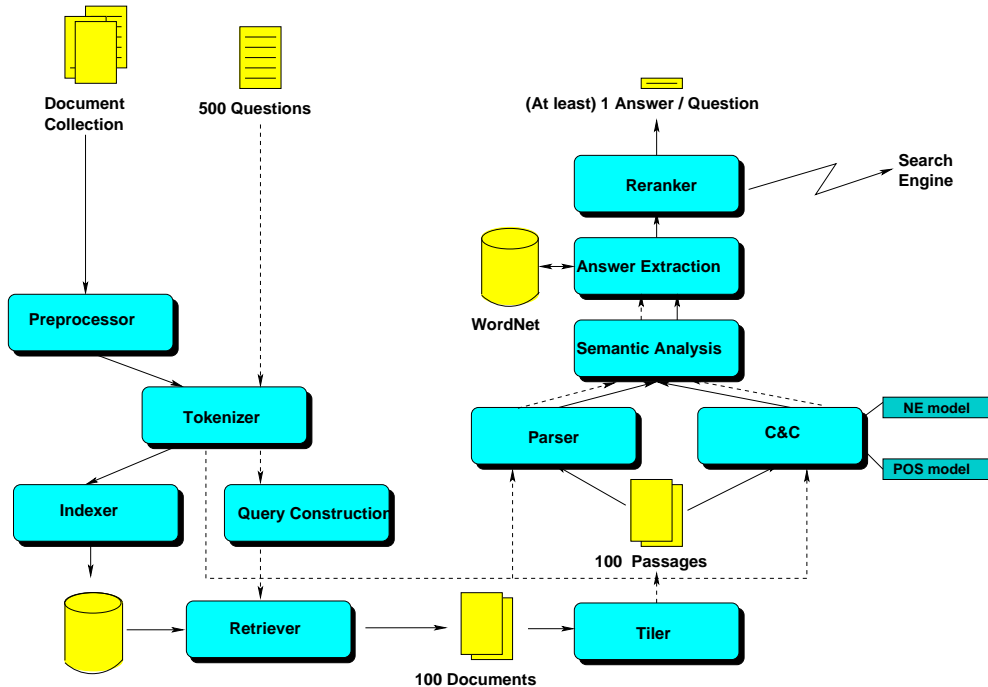 Document
Collection
500 Questions
(At least) 1 Answer / Question
Reranker
Search
Engine
Answer Extraction
WordNet
Preprocessor
Semantic Analysis
Tokenizer
Parser
C&C
NE model
POS model
Indexer
Query Construction
100 Passages
Retriever
Tiler
100 Documents